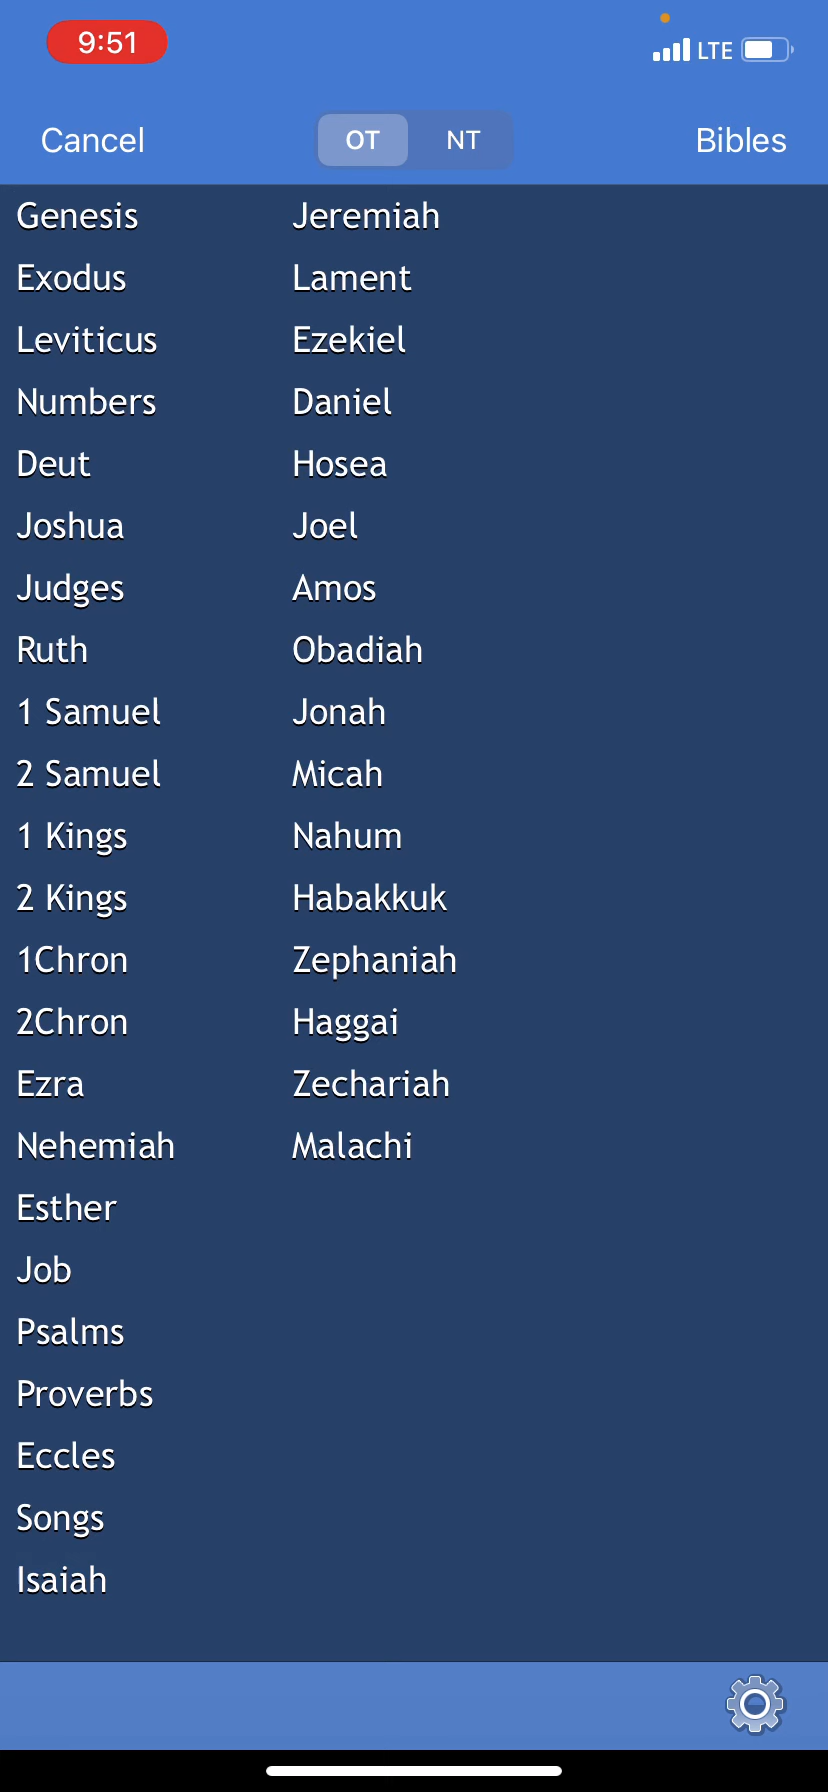 9:51
LTE
Cancel
OT
NT
Bibles
Genesis
Exodus
Leviticus
Numbers
Deut
Joshua
Judges
Ruth
1 Samuel
2 Samuel
1 Kings
2 Kings
1Chron
2Chron
Ezra
Nehemiah
Esther
Job
Psalms
Proverbs
Eccles
Songs
Isaiah
Jeremiah
Lament
Ezekiel
Daniel
Hosea
Joel
Amos
Obadiah
Jonah
Micah
Nahum
Habakkuk
Zephaniah
Haggai
Zechariah
Malachi